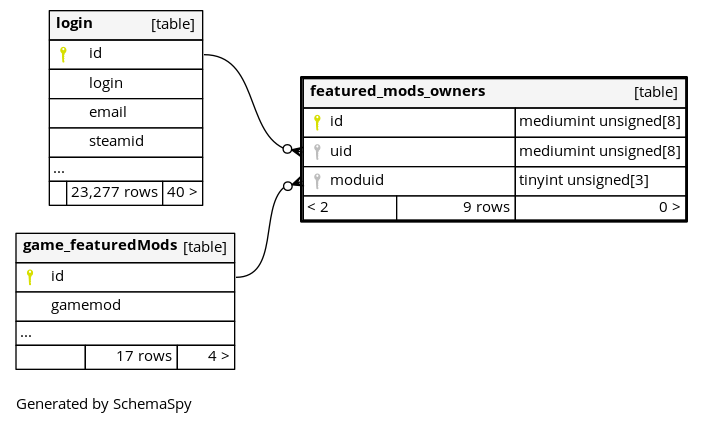 login [table]
id
login
email
steamid
...
23,277 rows 40 >
featured_mods_owners [table]
id mediumint unsigned[8]
uid mediumint unsigned[8]
moduid tinyint unsigned[3]
< 2 9 rows 0 >
game_featuredMods [table]
id
gamemod
...
17 rows 4 >
Generated by SchemaSpy